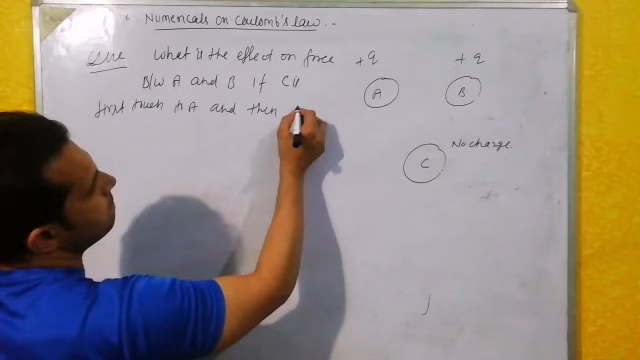 Numericals on Coulomb's law :-
Que What is the effect on force
B/w A and B if C is
first touch to A and then
+q +q
A B
No charge
C